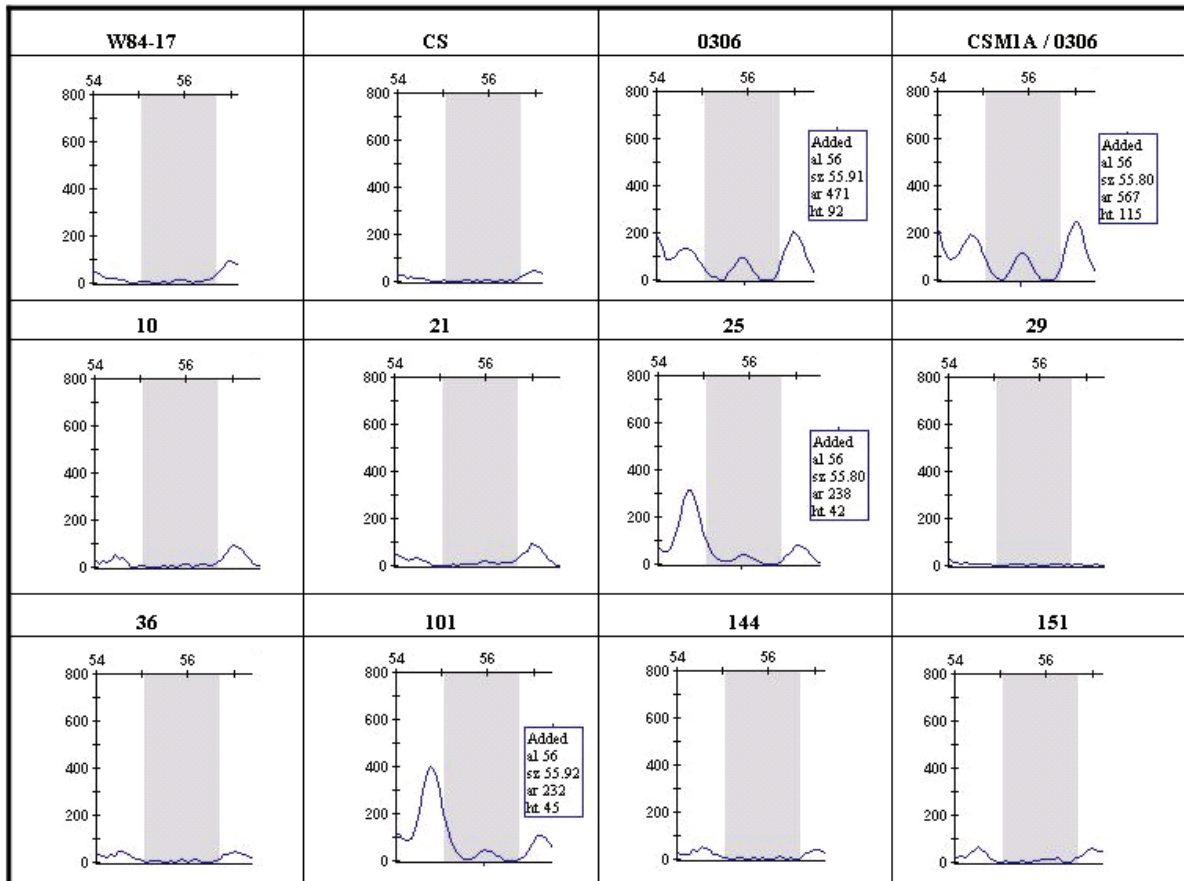 W84-17 CS 0306 CSM1A / 0306
54 56 54 56 54 56 54 56
800 800 800 800
600 600 600 600
Added Added
al 56 al 56
sz 55.91 sz 55.80
ar 471 ar 567
ht 92 ht 115
400 400 400 400
200 200 200 200
0 0 0 0
10 21 25 29
54 56 54 56 54 56 54 56
800 800 800 800
600 600 600 600
Added
al 56
sz 55.80
ar 238
ht 42
400 400 400 400
200 200 200 200
0 0 0 0
36 101 144 151
54 56 54 56 54 56 54 56
800 800 800 800
600 600 600 600
Added
al 56
sz 55.92
ar 232
ht 45
400 400 400 400
200 200 200 200
0 0 0 0